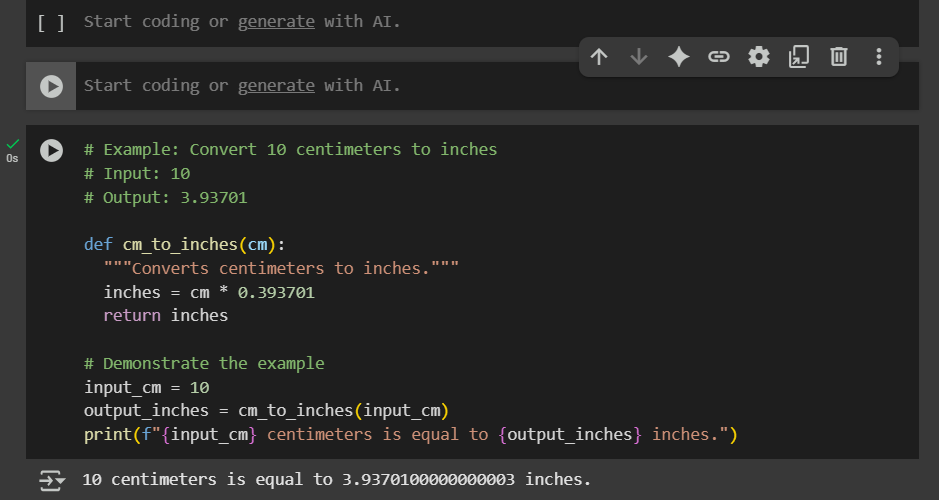 [ ] Start coding or generate with AI.
Start coding or generate with AI.
0s
# Example: Convert 10 centimeters to inches
# Input: 10
# Output: 3.93701
def cm_to_inches(cm):
"""Converts centimeters to inches."""
inches = cm * 0.393701
return inches
# Demonstrate the example
input_cm = 10
output_inches = cm_to_inches(input_cm)
print(f"{input_cm} centimeters is equal to {output_inches} inches.")
10 centimeters is equal to 3.9370100000000003 inches.